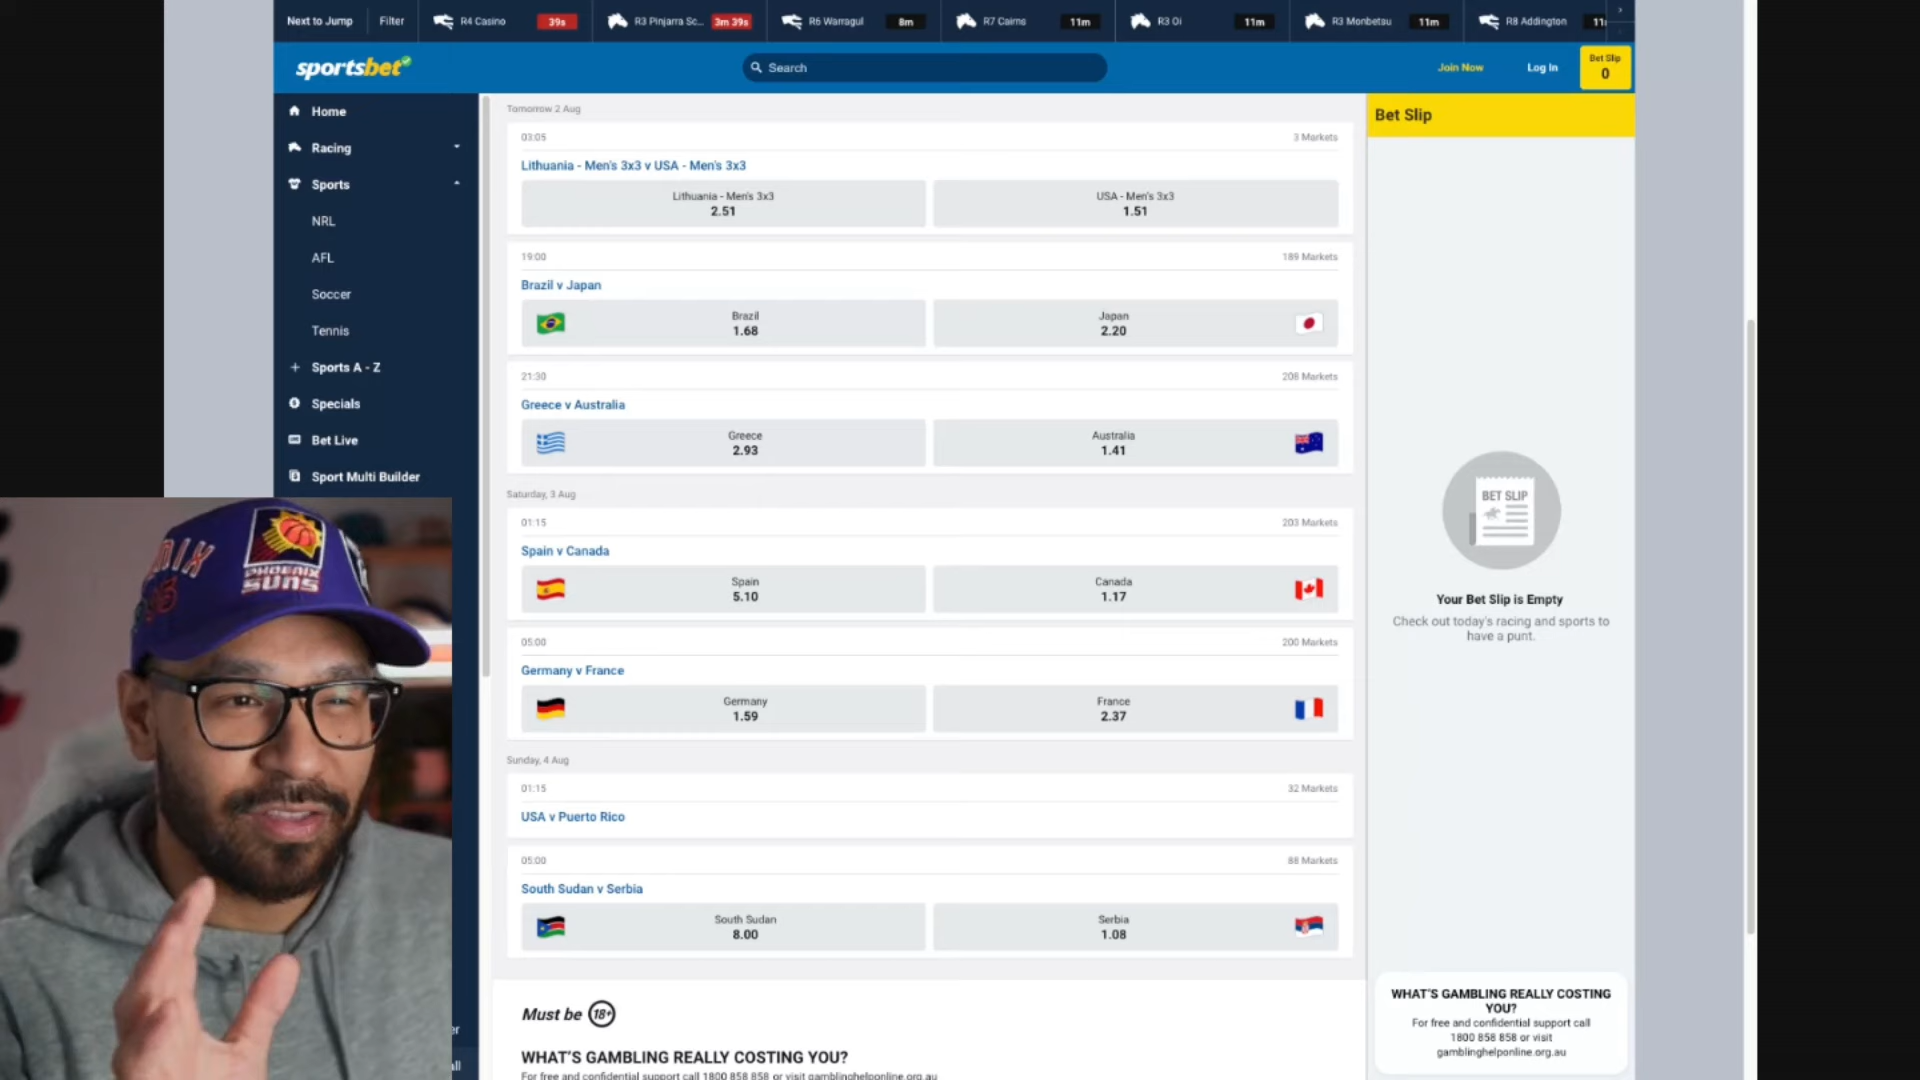 Next to Jump
Filter
R4 Casino
39s
R3 Pinjarra Sc...
3m 39s
R6 Warragul
8m
R7 Cairns
11m
R3 Oi
11m
R3 Monbetsu
11m
R8 Addington
sportsbet
Search
Join Now
Log In
Bet Slip
0
Home
Racing
Sports
NRL
AFL
Soccer
Tennis
Sports A - Z
Specials
Bet Live
Sport Multi Builder
Tomorrow 2 Aug
03:05
3 Markets
Lithuania - Men's 3x3 v USA - Men's 3x3
Lithuania - Men's 3x3
2.51
USA - Men's 3x3
1.51
19:00
189 Markets
Brazil v Japan
Brazil
1.68
Japan
2.20
21:30
208 Markets
Greece v Australia
Greece
2.93
Australia
1.41
Saturday, 3 Aug
01:15
203 Markets
Spain v Canada
Spain
5.10
Canada
1.17
05:00
200 Markets
Germany v France
Germany
1.59
France
2.37
Sunday, 4 Aug
01:15
32 Markets
USA v Puerto Rico
05:00
88 Markets
South Sudan v Serbia
South Sudan
8.00
Serbia
1.08
Must be 18+
WHAT'S GAMBLING REALLY COSTING YOU?
For free and confidential support call 1800 858 858 or visit gamblinghelponline.org.au
Bet Slip
BET SLIP
Your Bet Slip is Empty
Check out today's racing and sports to
have a punt.
WHAT'S GAMBLING REALLY COSTING
YOU?
For free and confidential support call
1800 858 858 or visit
gamblinghelponline.org.au
PHOENIX
SUNS